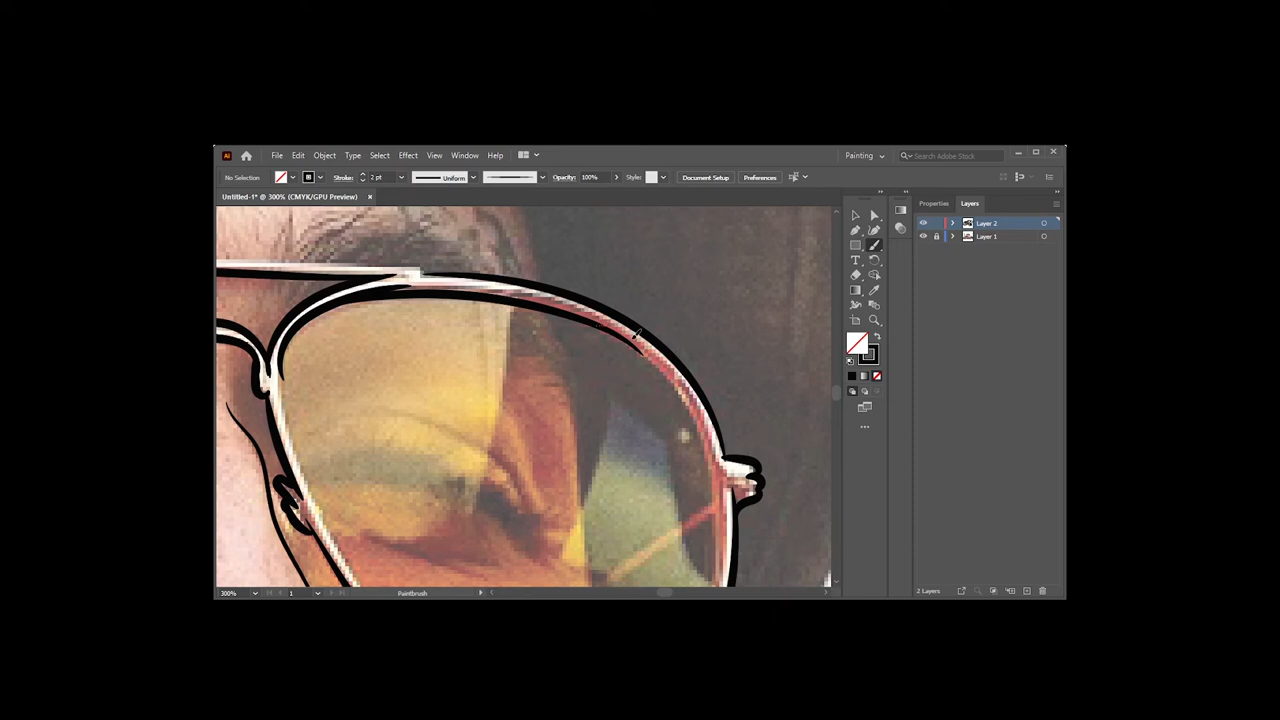 Ai File Edit Object Type Select Effect View Window Help Painting Search Adobe Stock
No Selection Stroke: 2 pt Uniform Opacity: 100% Style: Document Setup Preferences
Untitled-1* @ 300% (CMYK/GPU Preview) ×
Properties Layers
Layer 2
Layer 1
300% 1 Paintbrush 2 Layers